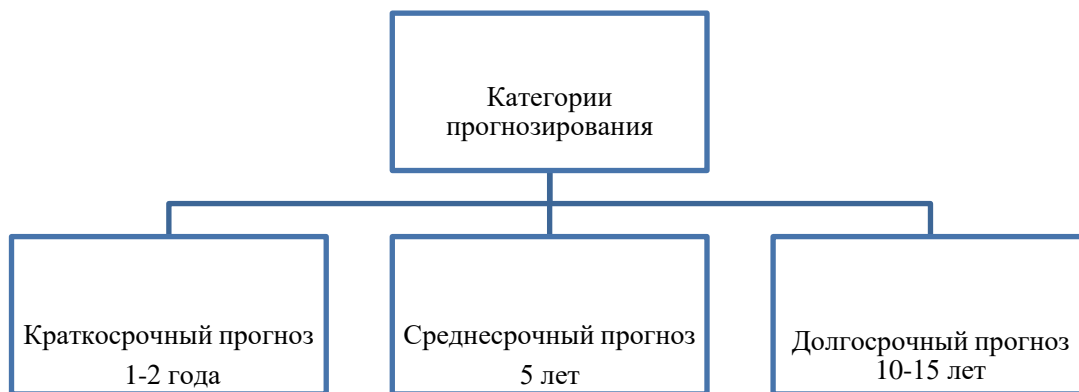 Категории
прогнозирования
Краткосрочный прогноз
1-2 года
Среднесрочный прогноз
5 лет
Долгосрочный прогноз
10-15 лет